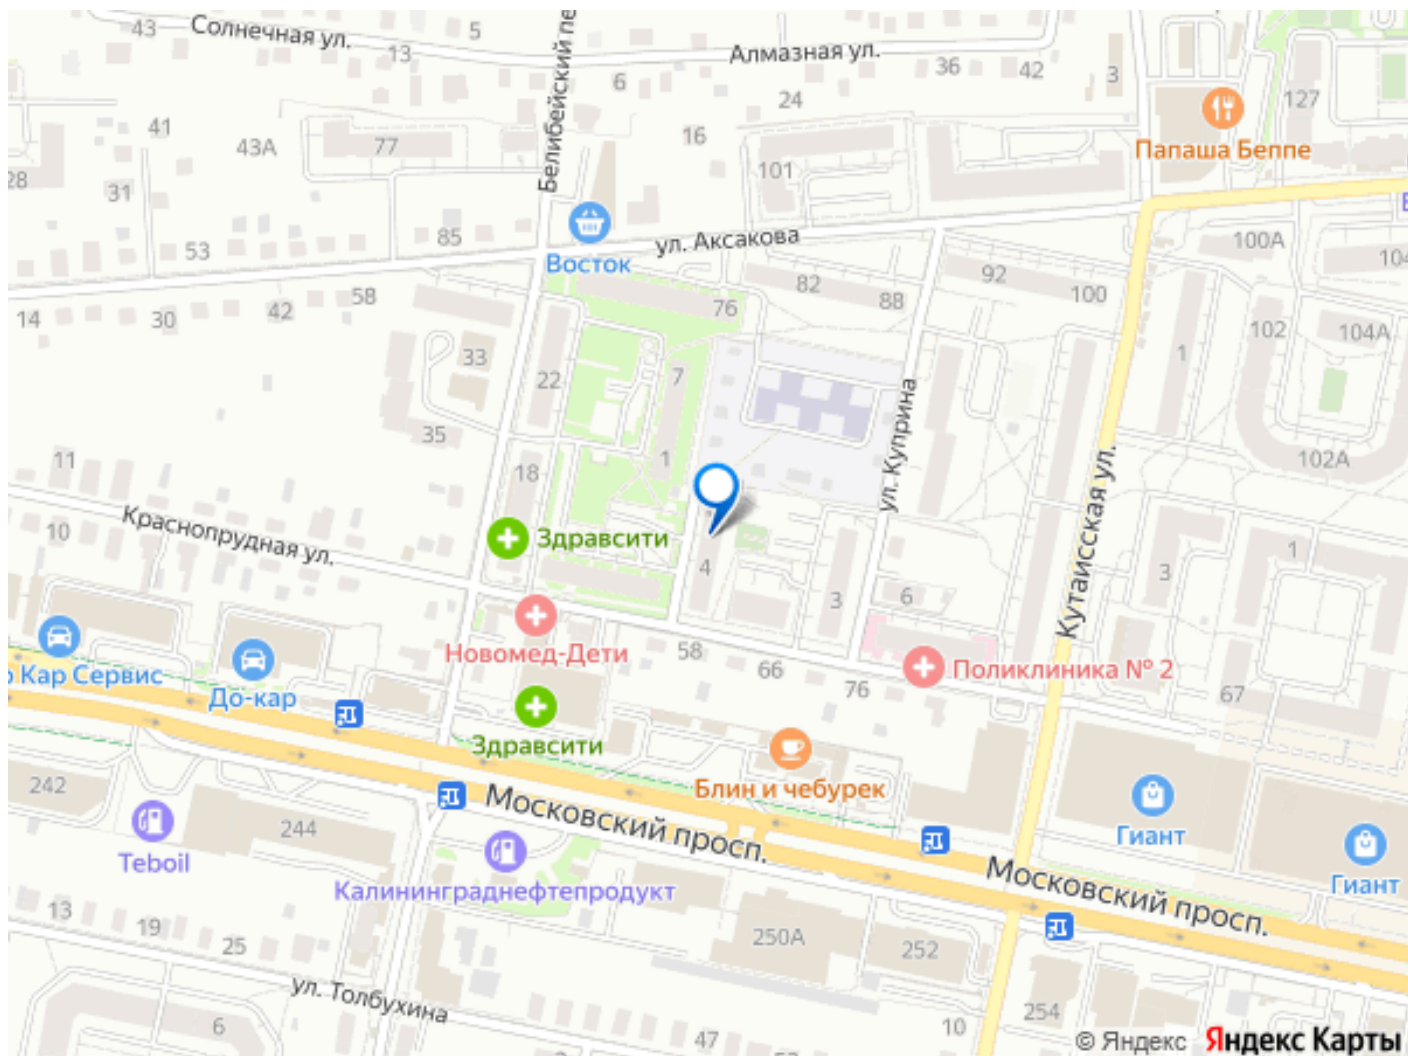 43
Солнечная ул.
5
13
Белибейский пе
6
Алмазная ул.
24
36
42
3
127
Папаша Беппе
41
43А
77
16
101
28
31
53
85
Восток
ул. Аксакова
100А
104
14
30
42
58
76
82
88
92
100
102
104А
33
22
7
1
35
18
1
102А
ул. Куприна
Кутаисская ул.
11
10
Краснопрудная ул.
Здравсити
4
3
6
3
1
Новомед-Дети
58
66
76
Поликлиника № 2
67
р Кар Сервис
До-кар
Здравсити
Блин и чебурек
242
244
Teboil
Московский просп.
Гиант
Гиант
Калининграднефтепродукт
Московский просп.
13
19
25
250А
252
254
ул. Толбухина
6
47
10
© Яндекс Яндекс Карты